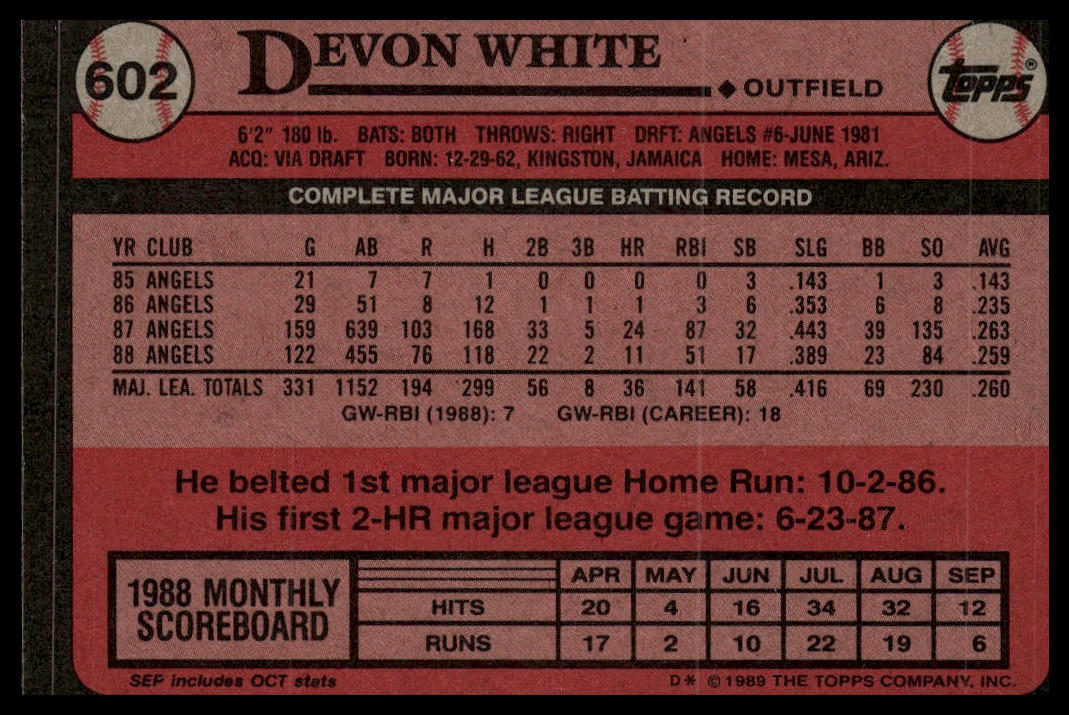 602
DEVON WHITE
◆ OUTFIELD
TOPPS®
6'2" 180 lb. BATS: BOTH THROWS: RIGHT DRFT: ANGELS #6-JUNE 1981
ACQ: VIA DRAFT BORN: 12-29-62, KINGSTON, JAMAICA HOME: MESA, ARIZ.
COMPLETE MAJOR LEAGUE BATTING RECORD
YR CLUB G AB R H 2B 3B HR RBI SB SLG BB SO AVG
85 ANGELS 21 7 7 1 0 0 0 0 3 .143 1 3 .143
86 ANGELS 29 51 8 12 1 1 1 3 6 .353 6 8 .235
87 ANGELS 159 639 103 168 33 5 24 87 32 .443 39 135 .263
88 ANGELS 122 455 76 118 22 2 11 51 17 .389 23 84 .259
MAJ. LEA. TOTALS 331 1152 194 299 56 8 36 141 58 .416 69 230 .260
GW-RBI (1988): 7 GW-RBI (CAREER): 18
He belted 1st major league Home Run: 10-2-86.
His first 2-HR major league game: 6-23-87.
1988 MONTHLY
SCOREBOARD
APR MAY JUN JUL AUG SEP
HITS 20 4 16 34 32 12
RUNS 17 2 10 22 19 6
SEP includes OCT stats
D* ©1989 THE TOPPS COMPANY, INC.